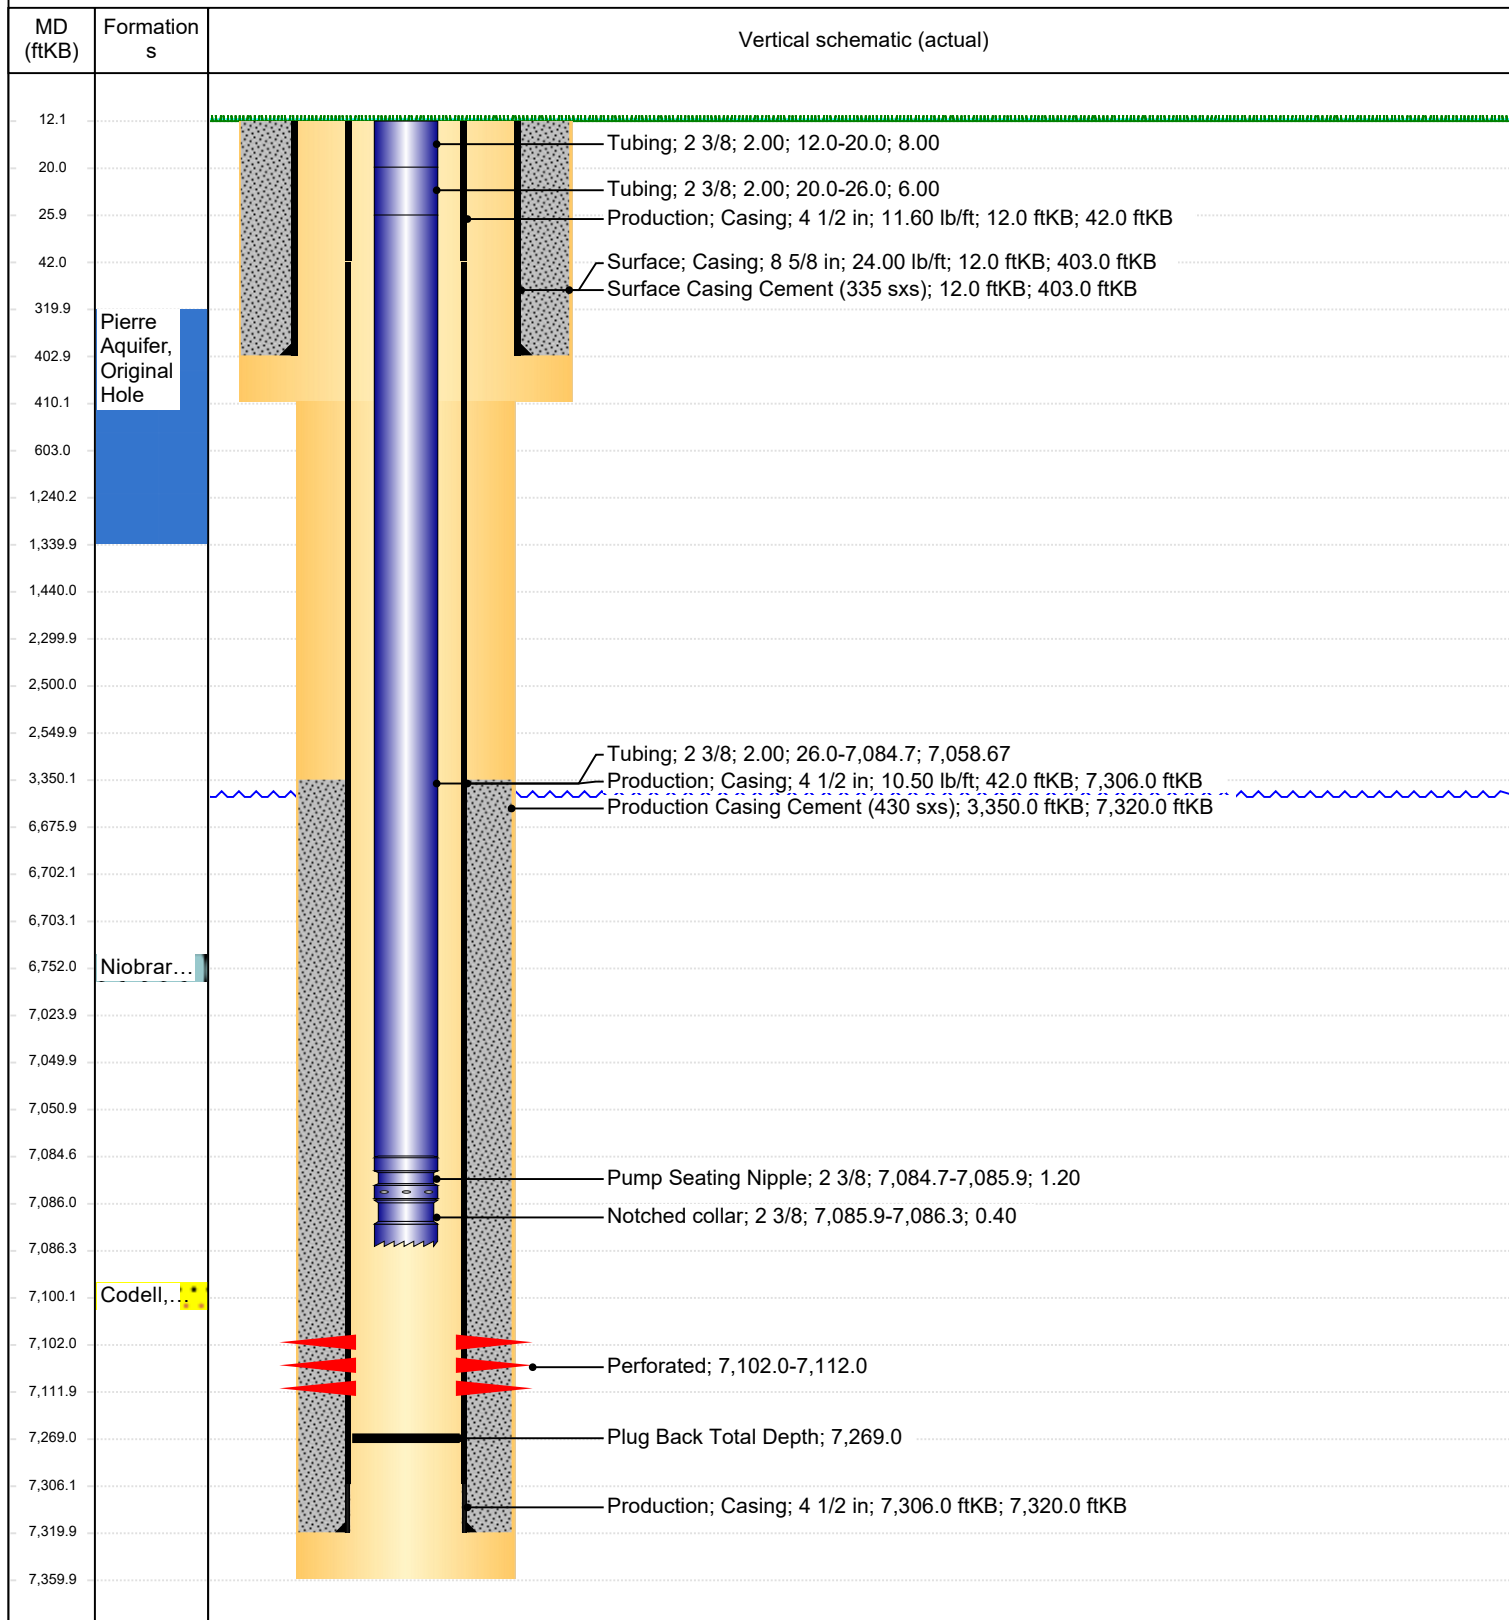 MD
(ftKB)
Formation
s
Vertical schematic (actual)
12.1
Tubing; 2 3/8; 2.00; 12.0-20.0; 8.00
20.0
Tubing; 2 3/8; 2.00; 20.0-26.0; 6.00
25.9
Production; Casing; 4 1/2 in; 11.60 lb/ft; 12.0 ftKB; 42.0 ftKB
42.0
Surface; Casing; 8 5/8 in; 24.00 lb/ft; 12.0 ftKB; 403.0 ftKB
Surface Casing Cement (335 sxs); 12.0 ftKB; 403.0 ftKB
319.9
Pierre
Aquifer,
Original
Hole
402.9
410.1
603.0
1,240.2
1,339.9
1,440.0
2,299.9
2,500.0
2,549.9
Tubing; 2 3/8; 2.00; 26.0-7,084.7; 7,058.67
3,350.1
Production; Casing; 4 1/2 in; 10.50 lb/ft; 42.0 ftKB; 7,306.0 ftKB
Production Casing Cement (430 sxs); 3,350.0 ftKB; 7,320.0 ftKB
6,675.9
6,702.1
6,703.1
6,752.0
Niobrar...
7,023.9
7,049.9
7,050.9
7,084.6
Pump Seating Nipple; 2 3/8; 7,084.7-7,085.9; 1.20
7,086.0
Notched collar; 2 3/8; 7,085.9-7,086.3; 0.40
7,086.3
7,100.1
Codell,...
7,102.0
Perforated; 7,102.0-7,112.0
7,111.9
7,269.0
Plug Back Total Depth; 7,269.0
7,306.1
Production; Casing; 4 1/2 in; 7,306.0 ftKB; 7,320.0 ftKB
7,319.9
7,359.9